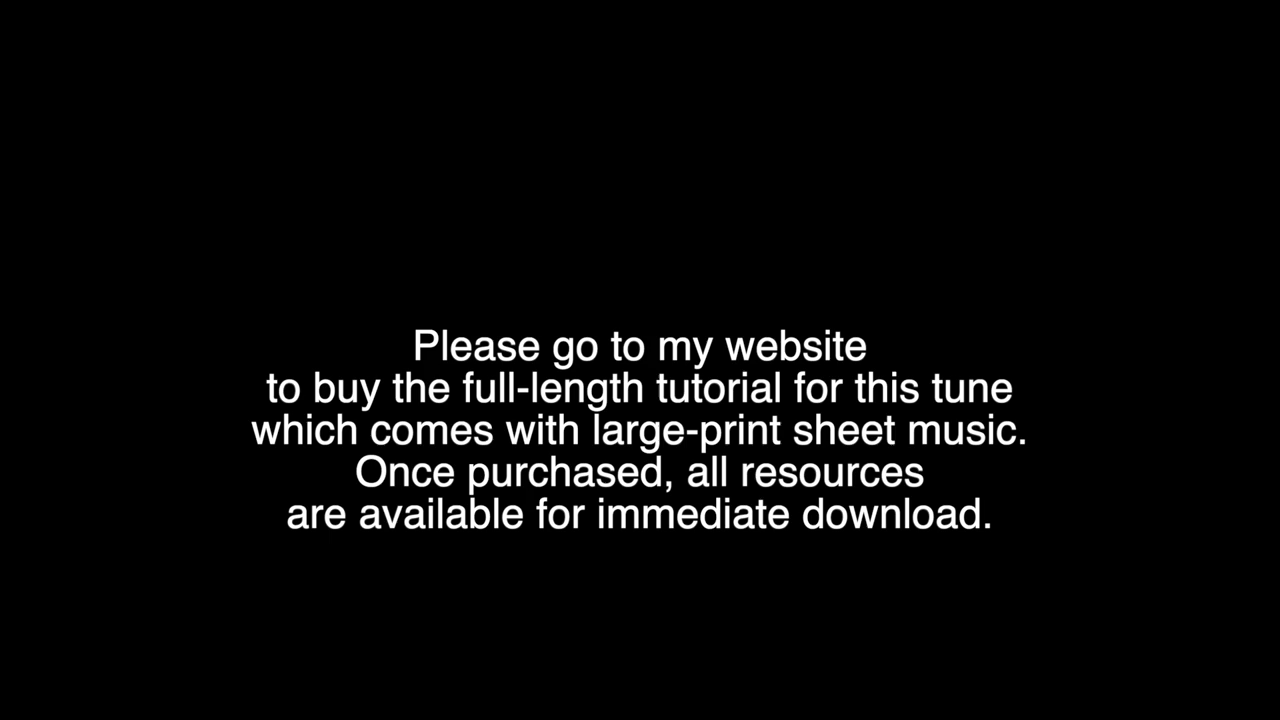 Please go to my website
to buy the full-length tutorial for this tune
which comes with large-print sheet music.
Once purchased, all resources
are available for immediate download.